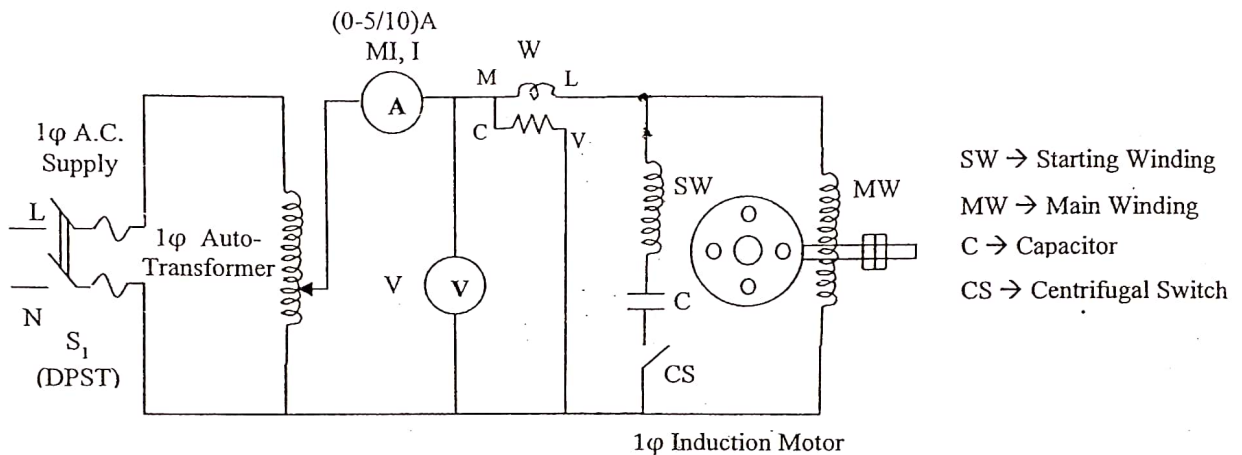 (0-5/10)A
MI, I
W
M
L
A
C
V
1φ A.C.
Supply
L
N
S₁
(DPST)
1φ Auto-
Transformer
V
V
SW
C
CS
MW
1φ Induction Motor
SW → Starting Winding
MW → Main Winding
C → Capacitor
CS → Centrifugal Switch